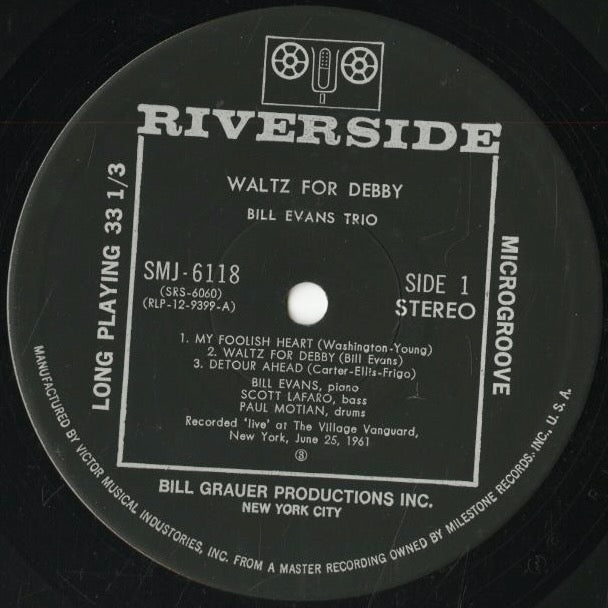 RIVERSIDE
WALTZ FOR DEBBY
BILL EVANS TRIO
LONG PLAYING 33 1/3
MICROGROOVE
SMJ-6118
(SRS-6060)
(RLP-12-9399-A)
SIDE 1
STEREO
1. MY FOOLISH HEART (Washington-Young)
2. WALTZ FOR DEBBY (Bill Evans)
3. DETOUR AHEAD (Carter-Ellis-Frigo)
BILL EVANS, piano
SCOTT LAFARO, bass
PAUL MOTIAN, drums
Recorded 'live' at The Village Vanguard,
New York, June 25, 1961
BILL GRAUER PRODUCTIONS INC.
NEW YORK CITY
MANUFACTURED BY VICTOR MUSICAL INDUSTORIES, INC. FROM A MASTER RECORDING OWNED BY MILESTONE RECORDS, INC., U.S.A.